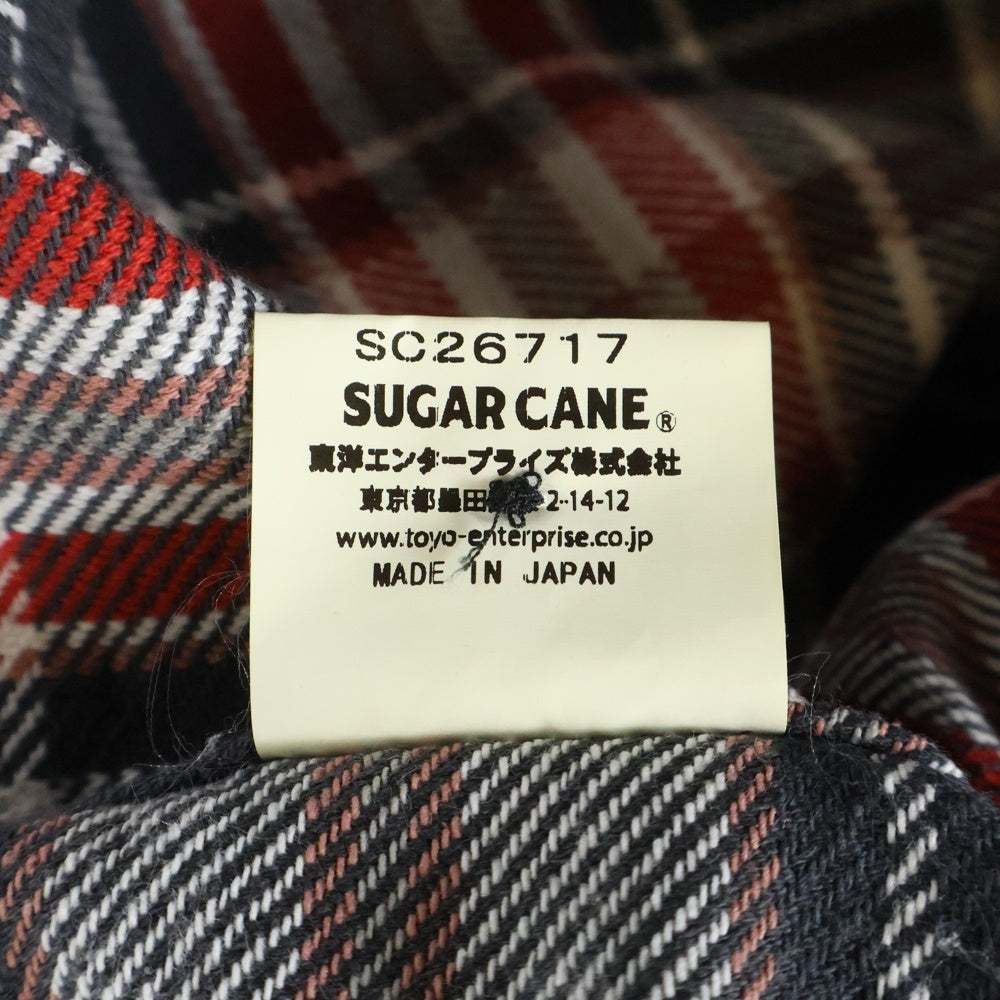 SC26717
SUGAR CANE®
東洋エンタープライズ株式会社
東京都墨田 2-14-12
www.toyo-enterprise.co.jp
MADE IN JAPAN